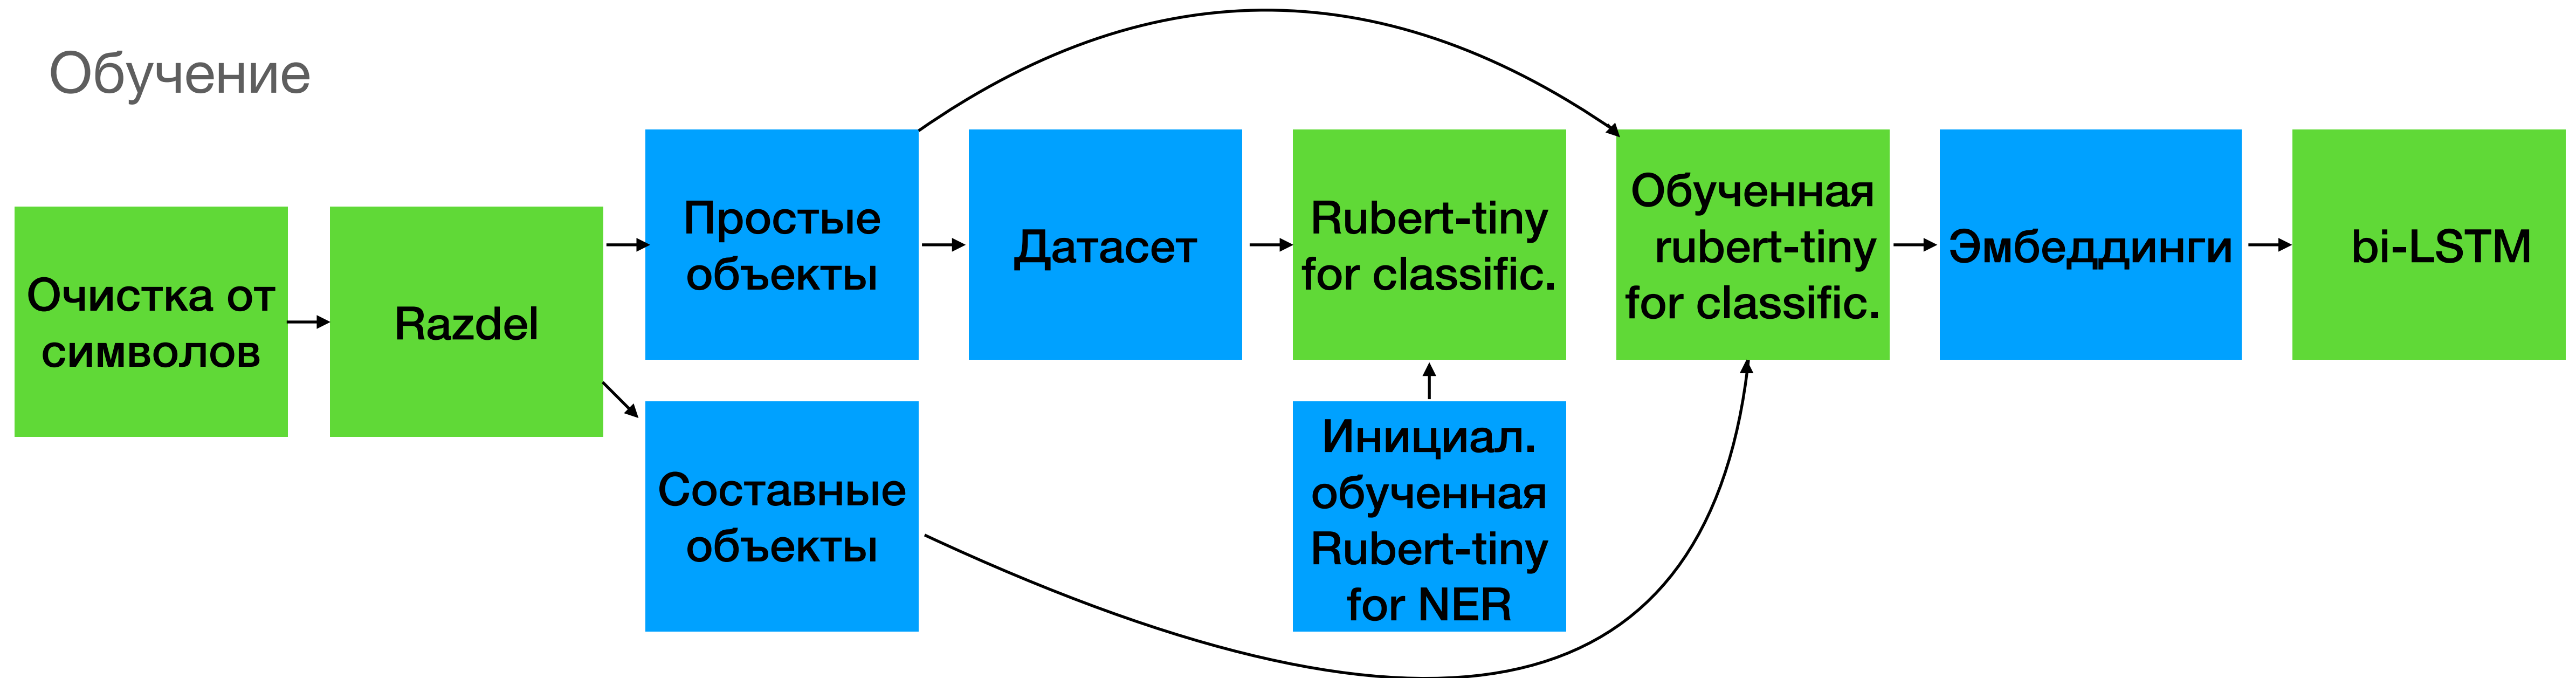 Обучение
Очистка от
символов
Razdel
Простые
объекты
Составные
объекты
Датасет
Rubert-tiny
for classific.
Инициал.
обученная
Rubert-tiny
for NER
Обученная
rubert-tiny
for classific.
Эмбеддинги
bi-LSTM